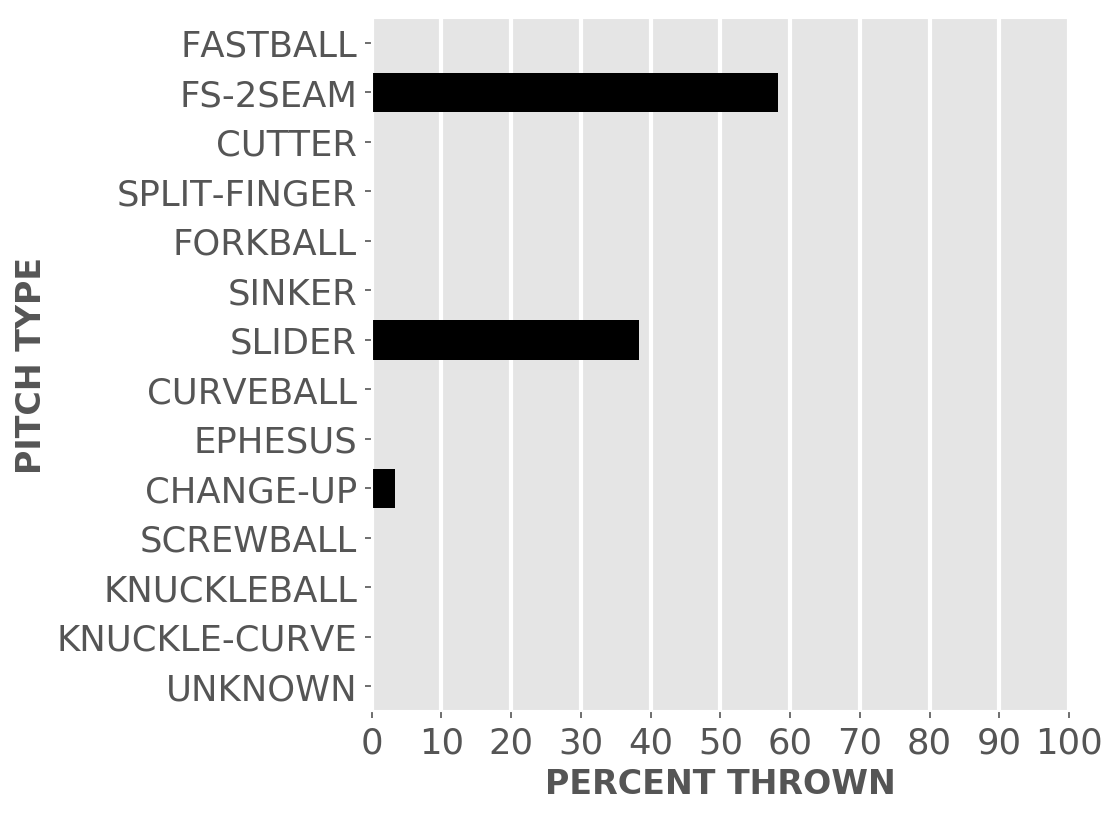 FASTBALL
FS-2SEAM
CUTTER
SPLIT-FINGER
FORKBALL
SINKER
SLIDER
CURVEBALL
EPHESUS
CHANGE-UP
SCREWBALL
KNUCKLEBALL
KNUCKLE-CURVE
UNKNOWN
PITCH TYPE
0 10 20 30 40 50 60 70 80 90 100
PERCENT THROWN